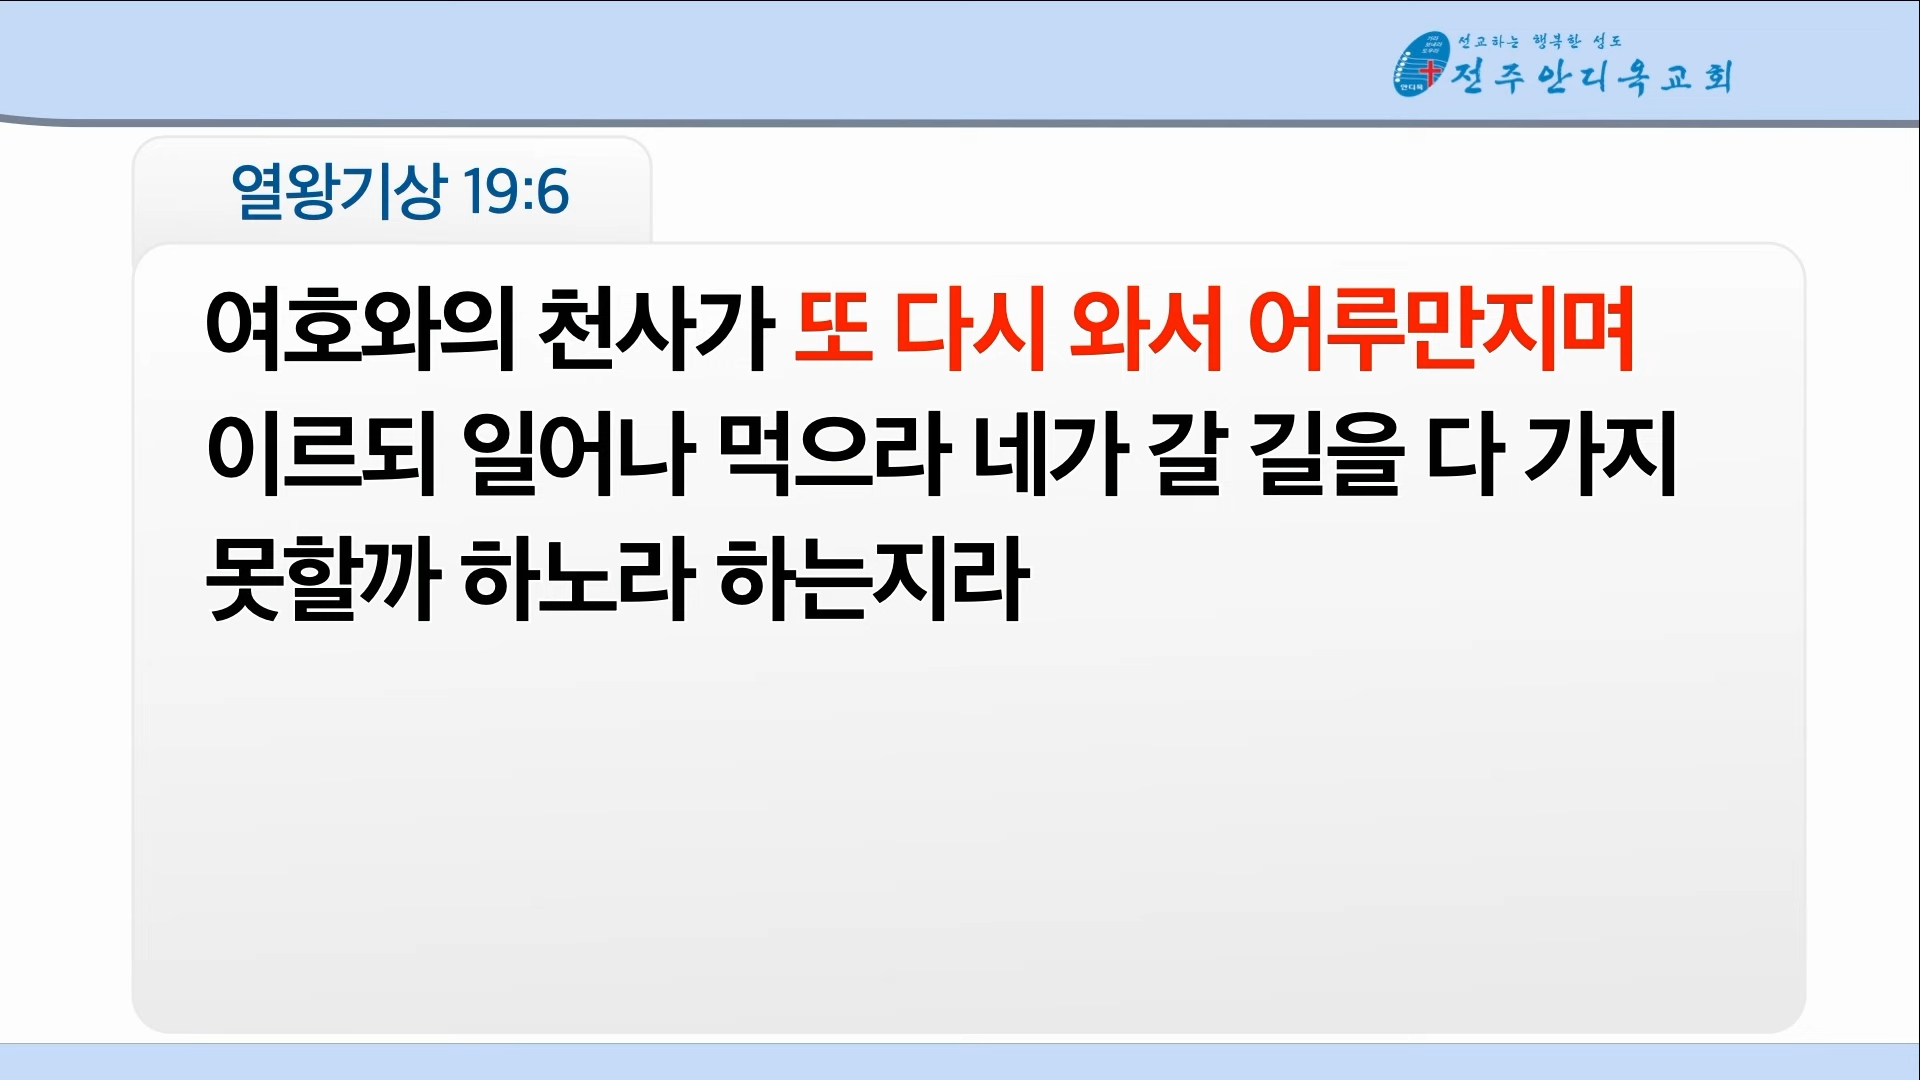 선교하는 행복한 성도
전주안디옥교회
안디옥
열왕기상 19:6
여호와의 천사가 또 다시 와서 어루만지며
이르되 일어나 먹으라 네가 갈 길을 다 가지
못할까 하노라 하는지라